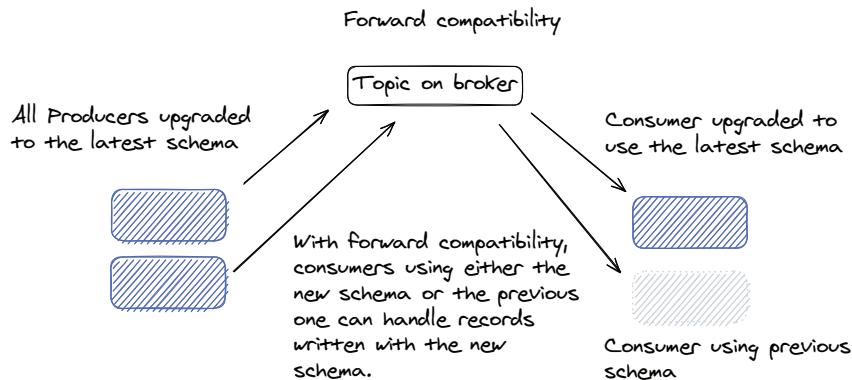 Forward compatibility
Topic on broker
All Producers upgraded
to the latest schema
Consumer upgraded to
use the latest schema
With forward compatibility,
consumers using either the
new schema or the previous
one can handle records
written with the new
schema.
Consumer using previous
schema